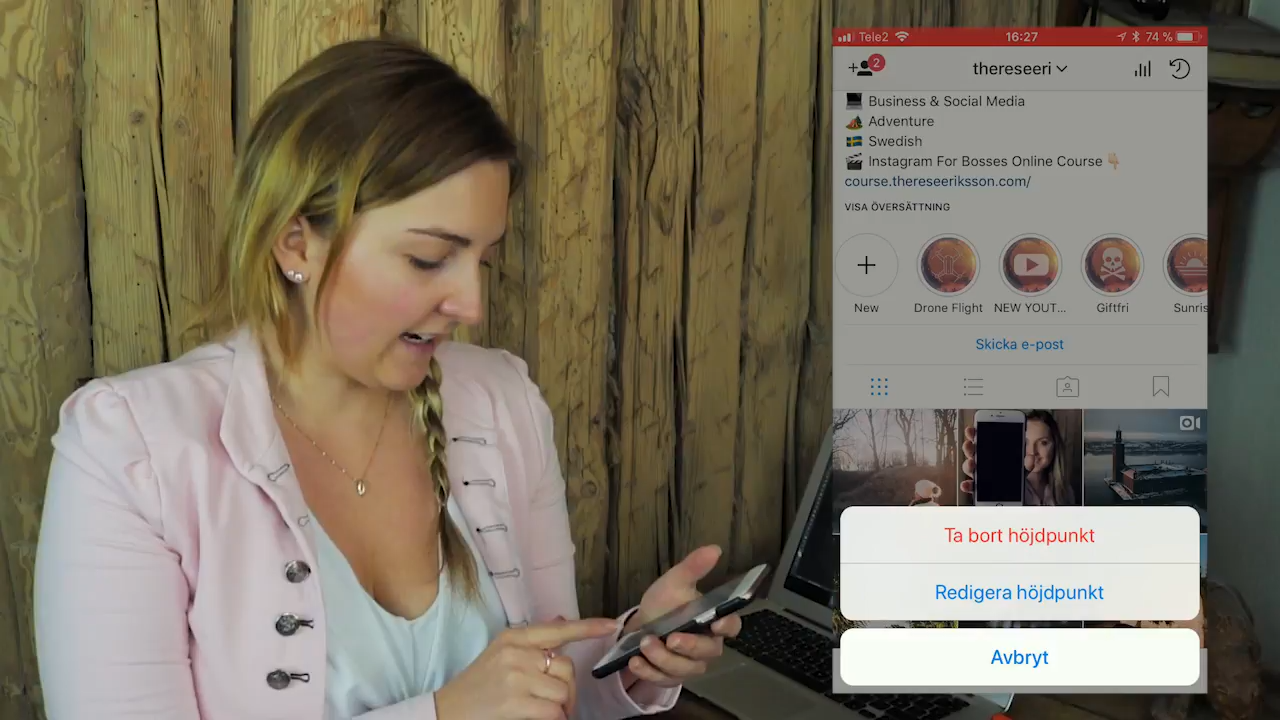 Tele2 16:27 74 %
2 thereseeri
Business & Social Media
Adventure
Swedish
Instagram For Bosses Online Course
course.thereseeriksson.com/
VISA ÖVERSÄTTNING
New Drone Flight NEW YOUT... Giftfri Sunris
Skicka e-post
Ta bort höjdpunkt
Redigera höjdpunkt
Avbryt